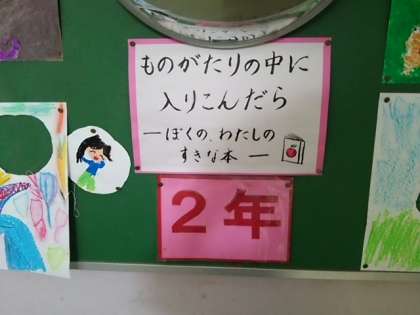 ものがたりの中に
入りこんだら
―ぼくの、わたしの
すきな本―
2年